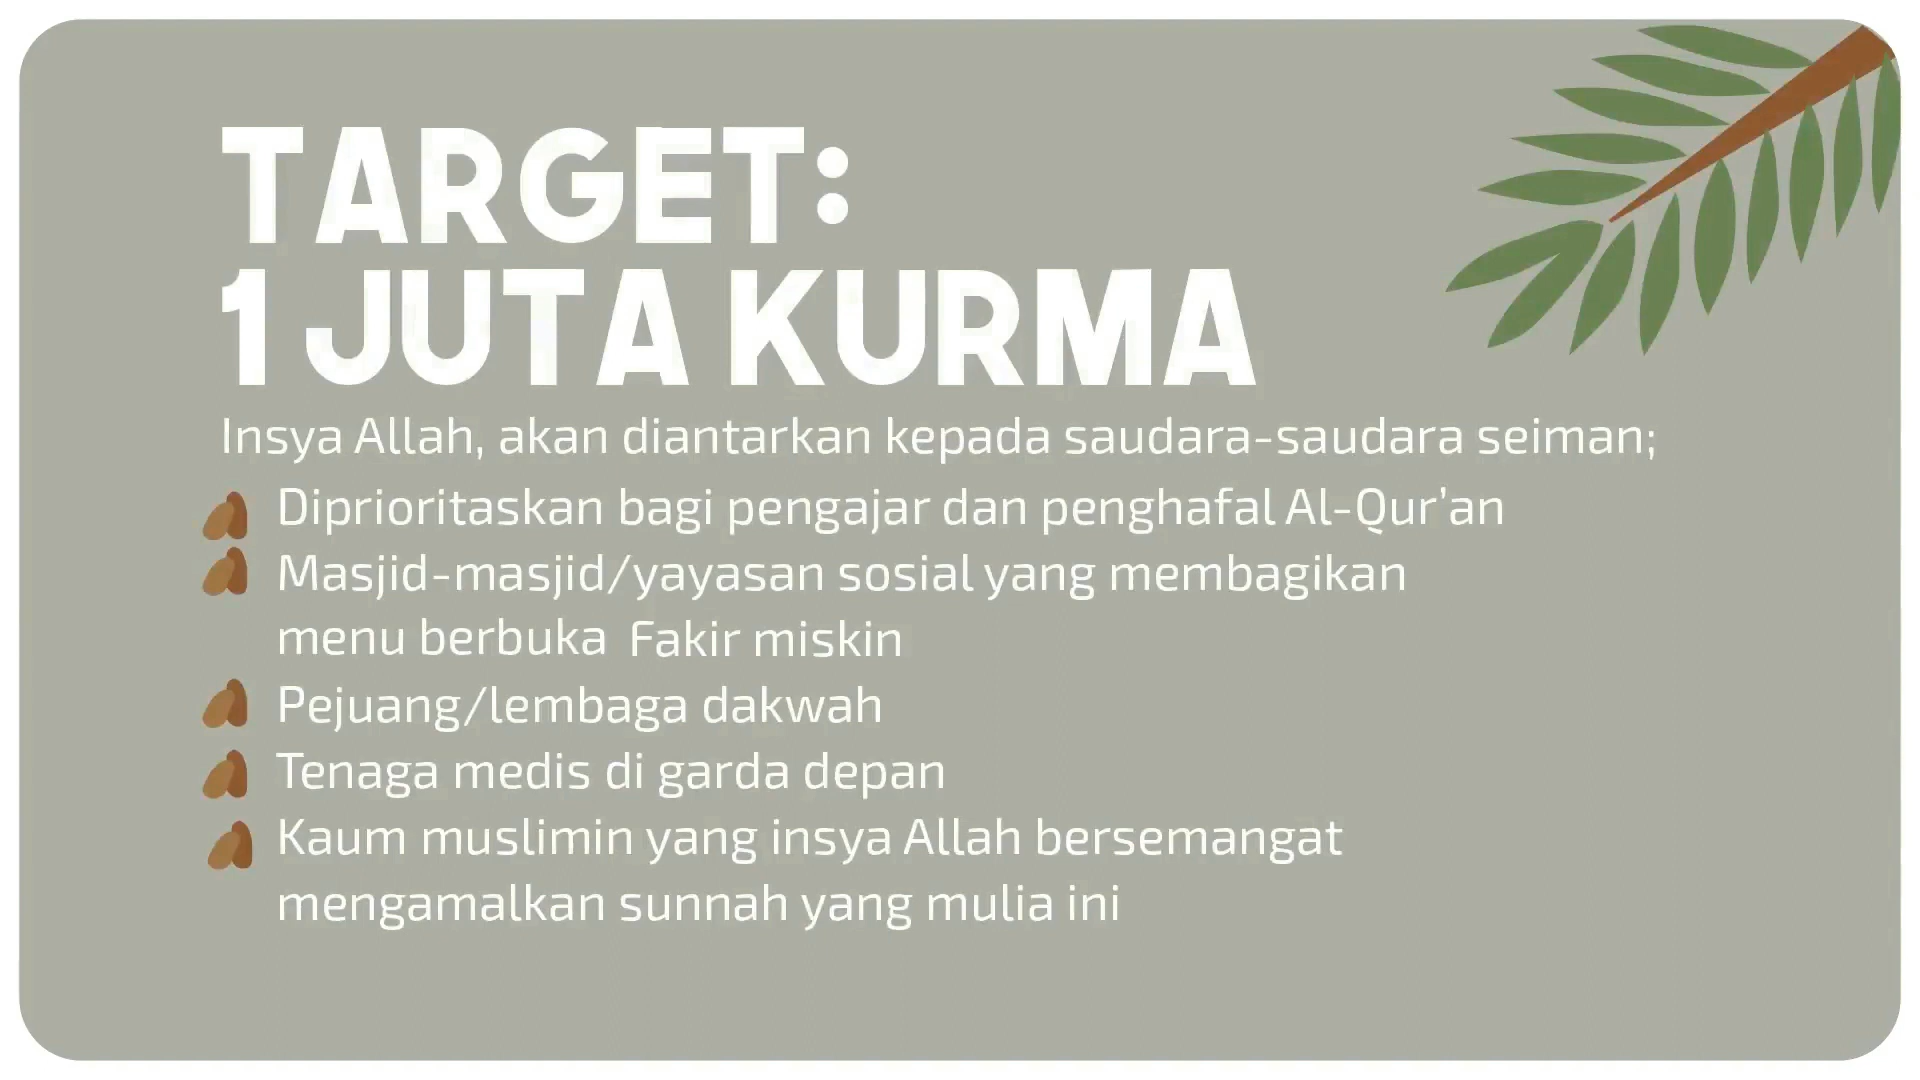 TARGET:
1 JUTA KURMA
Insya Allah, akan diantarkan kepada saudara-saudara seiman;
Diprioritaskan bagi pengajar dan penghafal Al-Qur’an
Masjid-masjid/yayasan sosial yang membagikan
menu berbuka Fakir miskin
Pejuang/lembaga dakwah
Tenaga medis di garda depan
Kaum muslimin yang insya Allah bersemangat
mengamalkan sunnah yang mulia ini